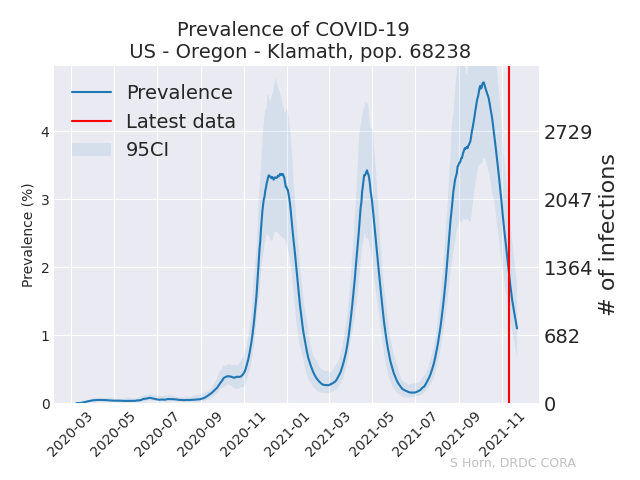 Prevalence of COVID-19
US - Oregon - Klamath, pop. 68238
Prevalence
Latest data
95CI
Prevalence (%)
4
3
2
1
0
2729
2047
1364
682
0
# of infections
2020-03
2020-05
2020-07
2020-09
2020-11
2021-01
2021-03
2021-05
2021-07
2021-09
2021-11
S Horn, DRDC CORA